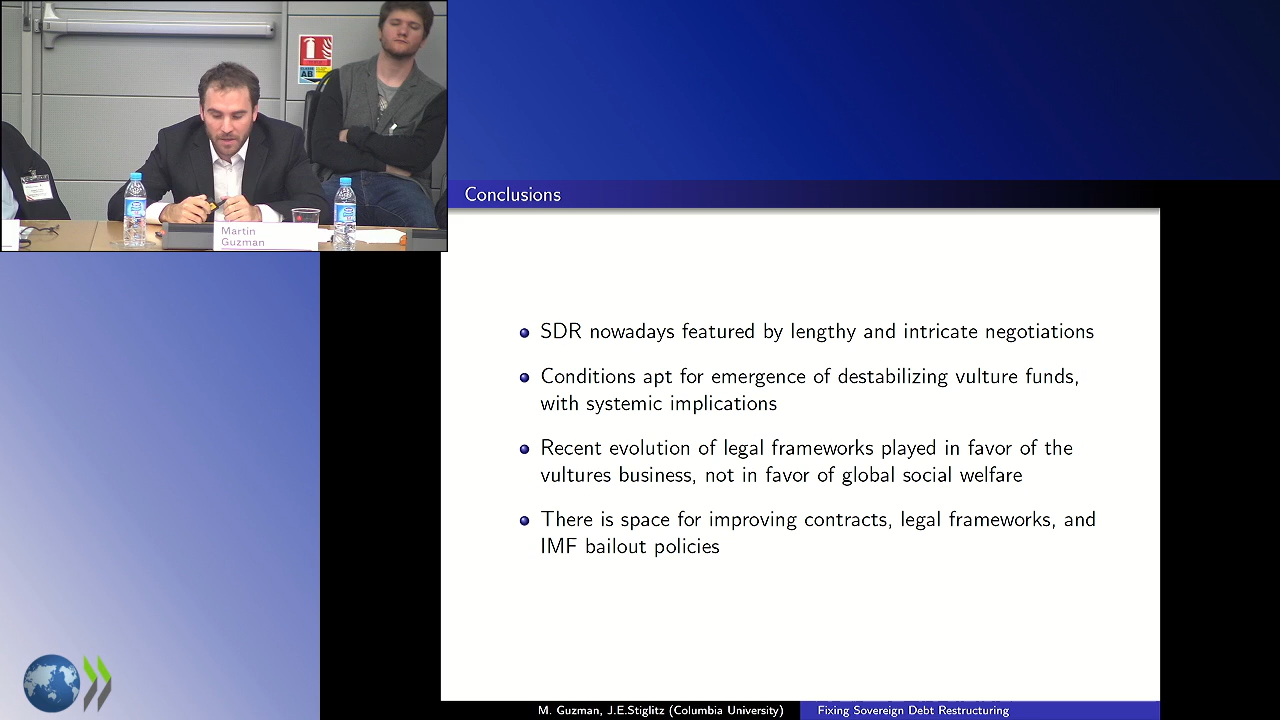 AB
Martin
Guzman
Conclusions
SDR nowadays featured by lengthy and intricate negotiations
Conditions apt for emergence of destabilizing vulture funds,
with systemic implications
Recent evolution of legal frameworks played in favor of the
vultures business, not in favor of global social welfare
There is space for improving contracts, legal frameworks, and
IMF bailout policies
M. Guzman, J.E.Stiglitz (Columbia University)
Fixing Sovereign Debt Restructuring